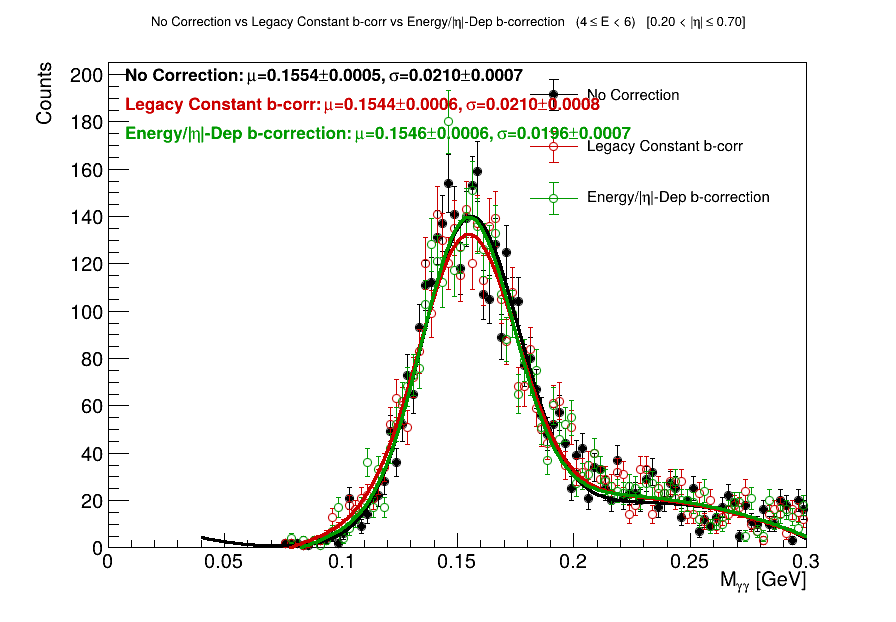 No Correction vs Legacy Constant b-corr vs Energy/|η|-Dep b-correction (4 ≤ E < 6) [0.20 < |η| ≤ 0.70]
Counts
200
180
160
140
120
100
80
60
40
20
0
No Correction: μ=0.1554±0.0005, σ=0.0210±0.0007
Legacy Constant b-corr: μ=0.1544±0.0006, σ=0.0210±0.0008
Energy/|η|-Dep b-correction: μ=0.1546±0.0006, σ=0.0196±0.0007
No Correction
Legacy Constant b-corr
Energy/|η|-Dep b-correction
0 0.05 0.1 0.15 0.2 0.25 0.3
Mγγ [GeV]